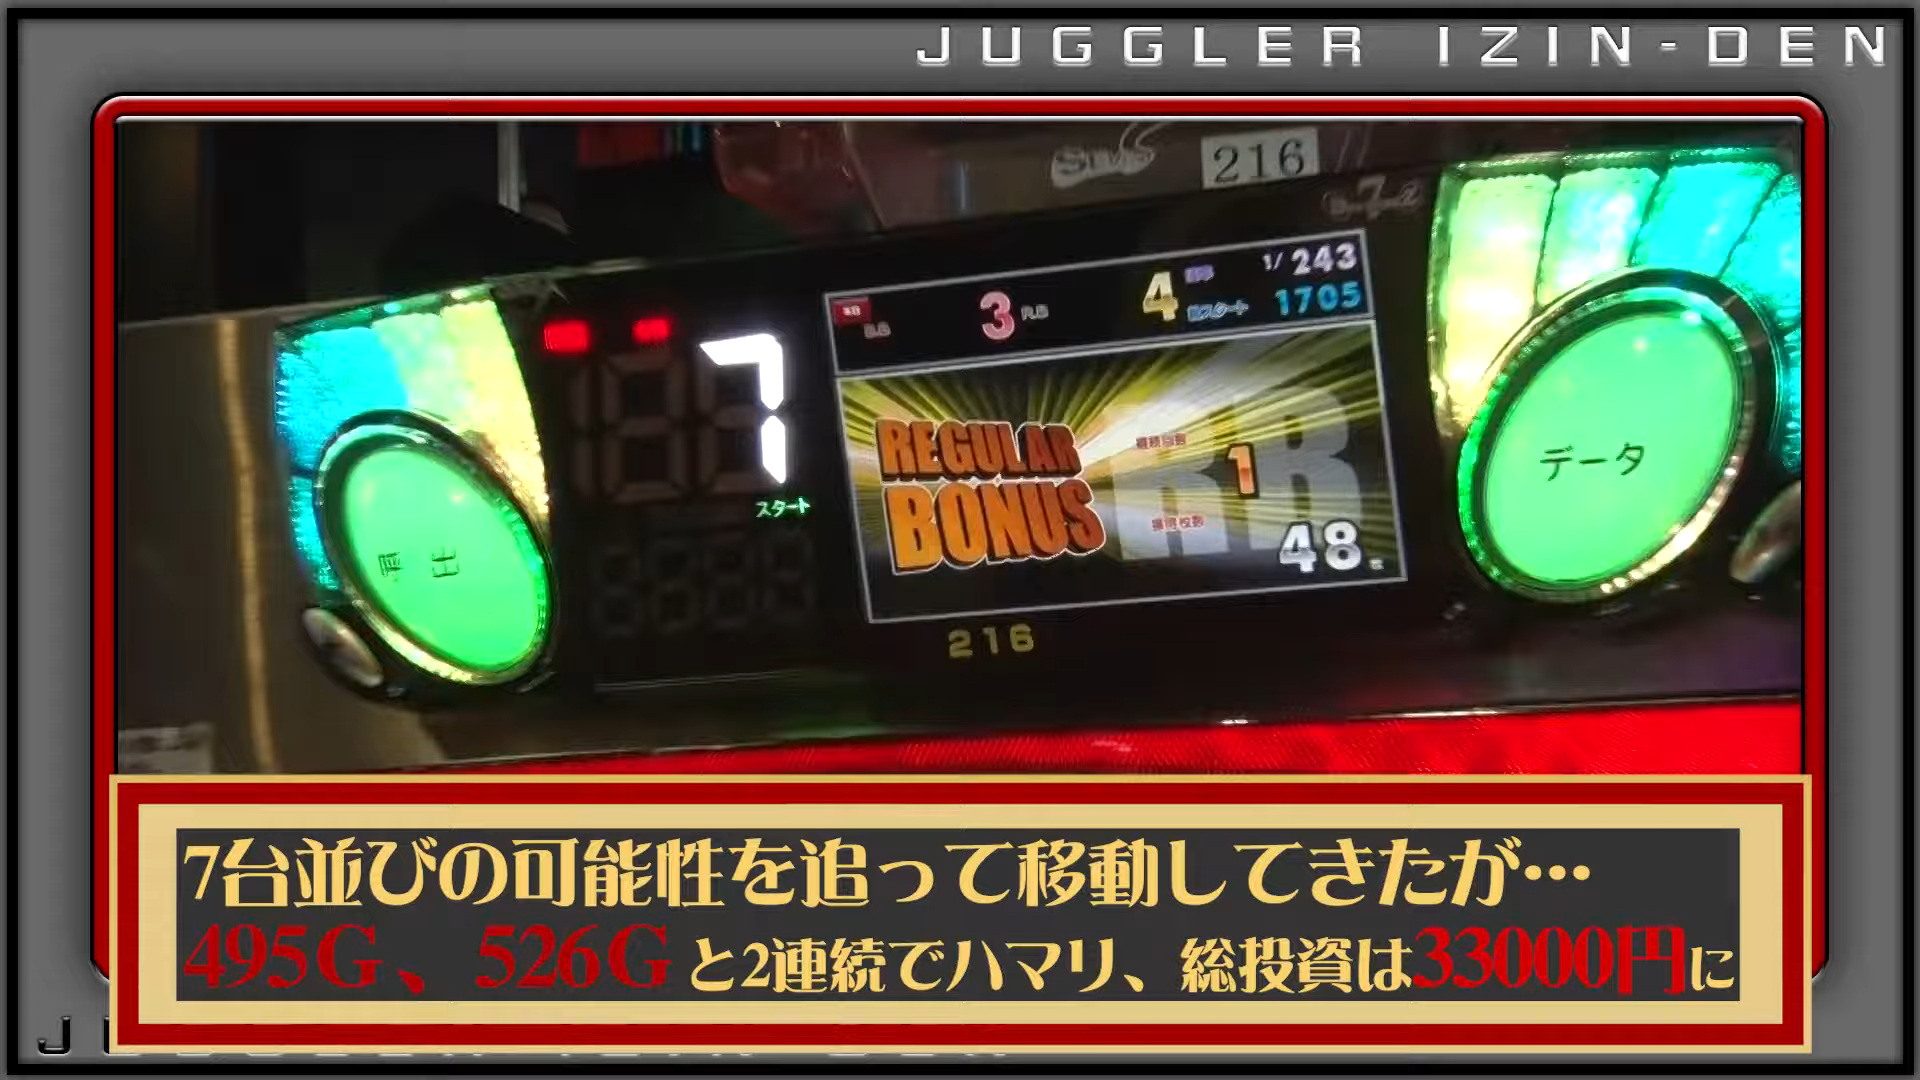 JUGGLER IZIN-DEN
216
1/243
B.B 3 R.B 4
1705
7
スタート
REGULAR
BONUS
1
48
呼出
データ
216
7台並びの可能性を追って移動してきたが…
495G、526Gと2連続でハマリ、総投資は33000円に